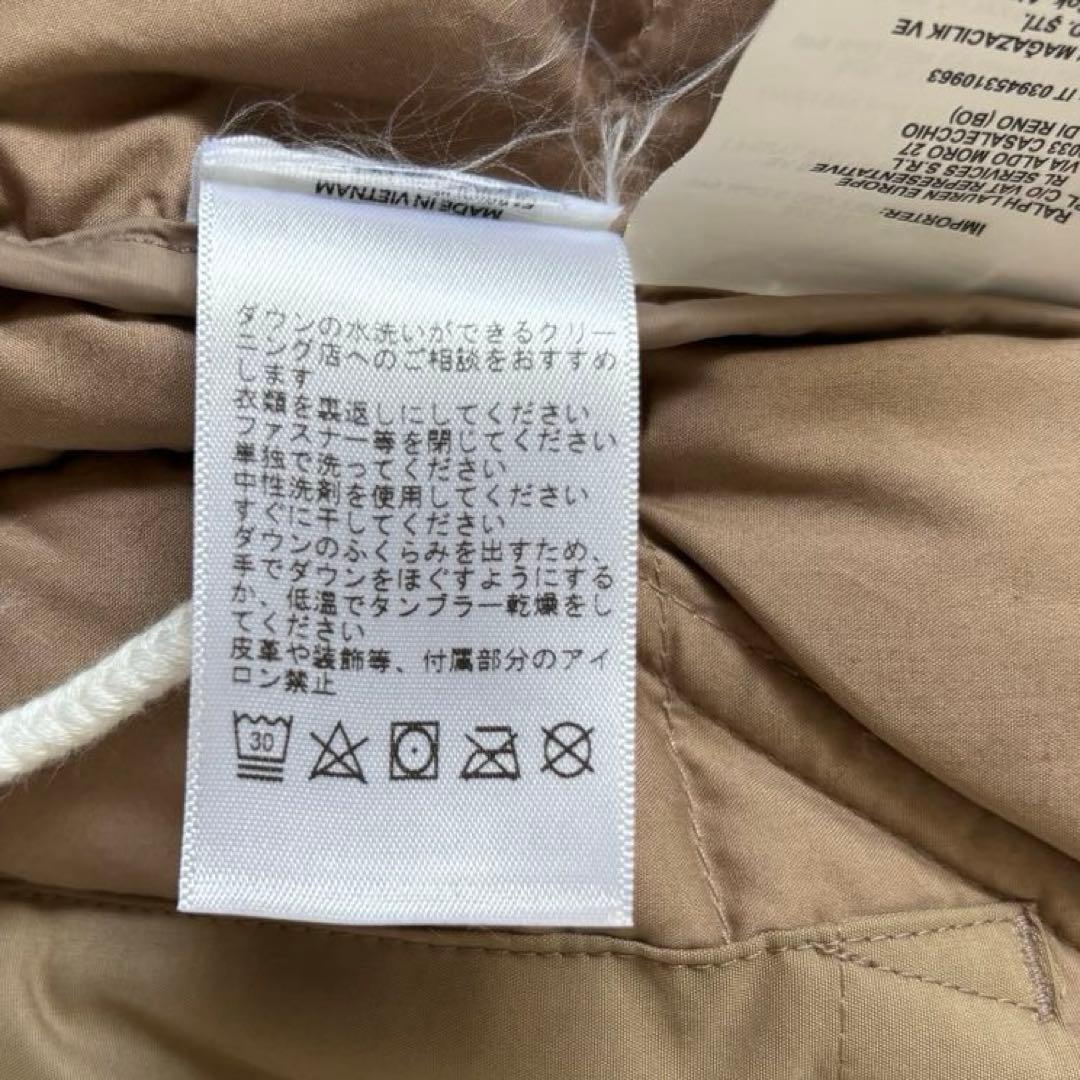 MADE IN VIETNAM
ダウンの水洗いができるクリー
ニング店へのご相談をおすすめ
します
衣類を裏返しにしてください
ファスナー等を閉じてください
単独で洗ってください
中性洗剤を使用してください
すぐに干してください
ダウンのふくらみを出すため、
手でダウンをほぐすようにする
か、低温でタンブラー乾燥をし
てください
皮革や装飾等、付属部分のアイ
ロン禁止
30
IMPORTER:
RALPH LAUREN EUROPE
C/O VAT REPRESENTATIVE
RL SERVICES S.R.L
VIA ALDO MORO 27
033 CASALECCHIO
DI RENO (BO)
IT 03945310963
MAĞAZACILIK VE
ŞTİ.